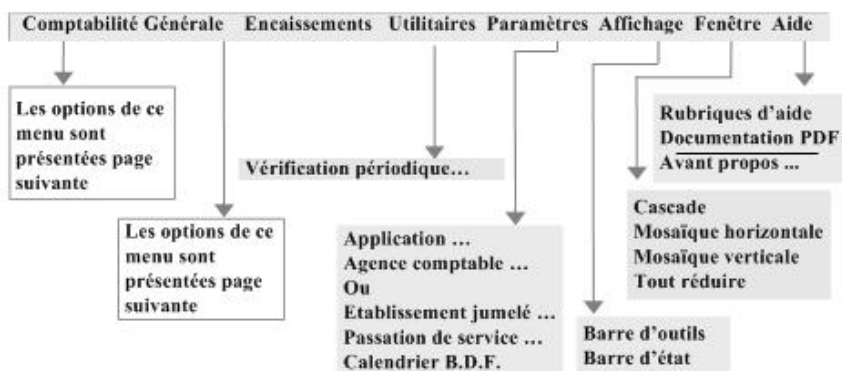 Comptabilité Générale Encaissements Utilitaires Paramètres Affichage Fenêtre Aide
Les options de ce
menu sont
présentées page
suivante
Les options de ce
menu sont
présentées page
suivante
Vérification périodique…
Application …
Agence comptable …
Ou
Etablissement jumelé …
Passation de service …
Calendrier B.D.F.
Barre d'outils
Barre d'état
Cascade
Mosaïque horizontale
Mosaïque verticale
Tout réduire
Rubriques d'aide
Documentation PDF
Avant propos ...